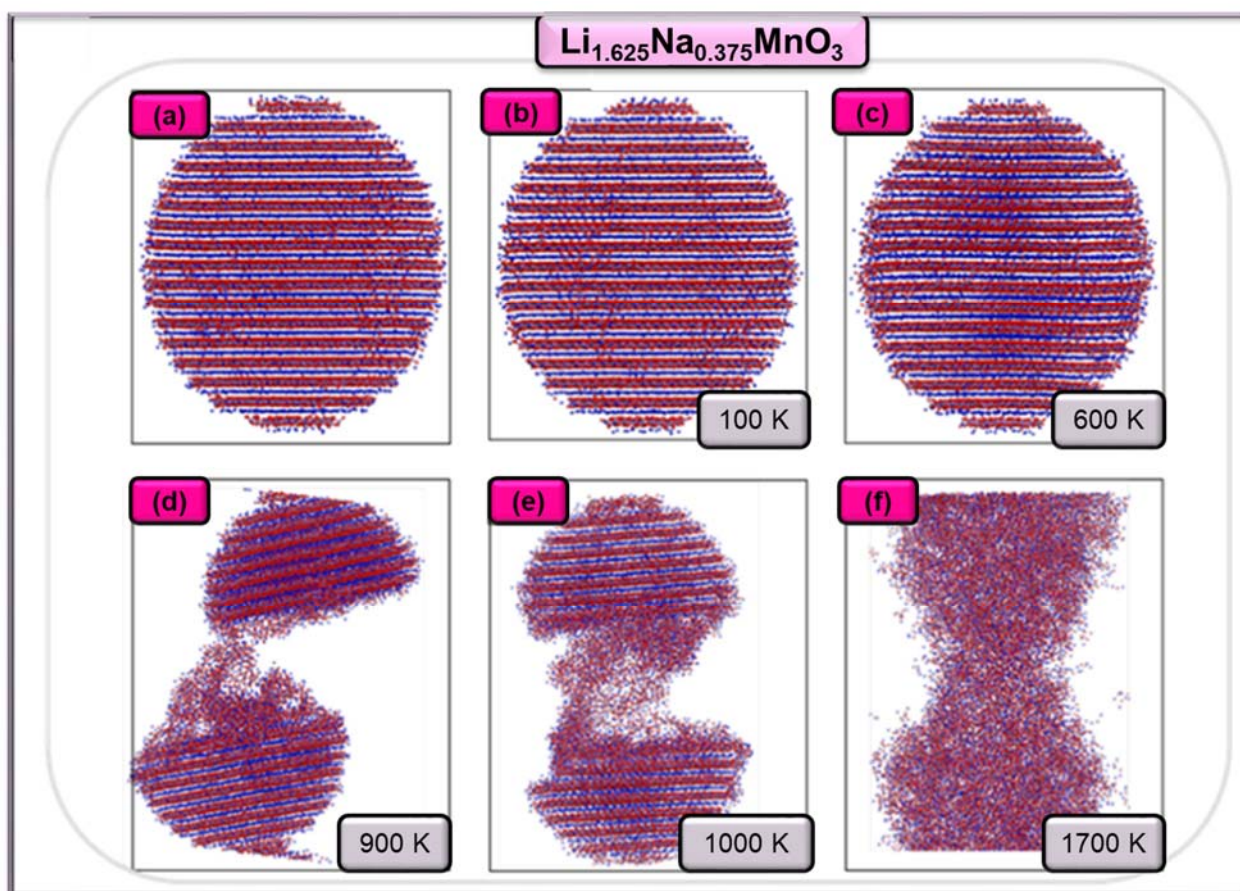 Li1.625Na0.375MnO3
(a)
(b)
(c)
100 K
600 K
(d)
(e)
(f)
900 K
1000 K
1700 K